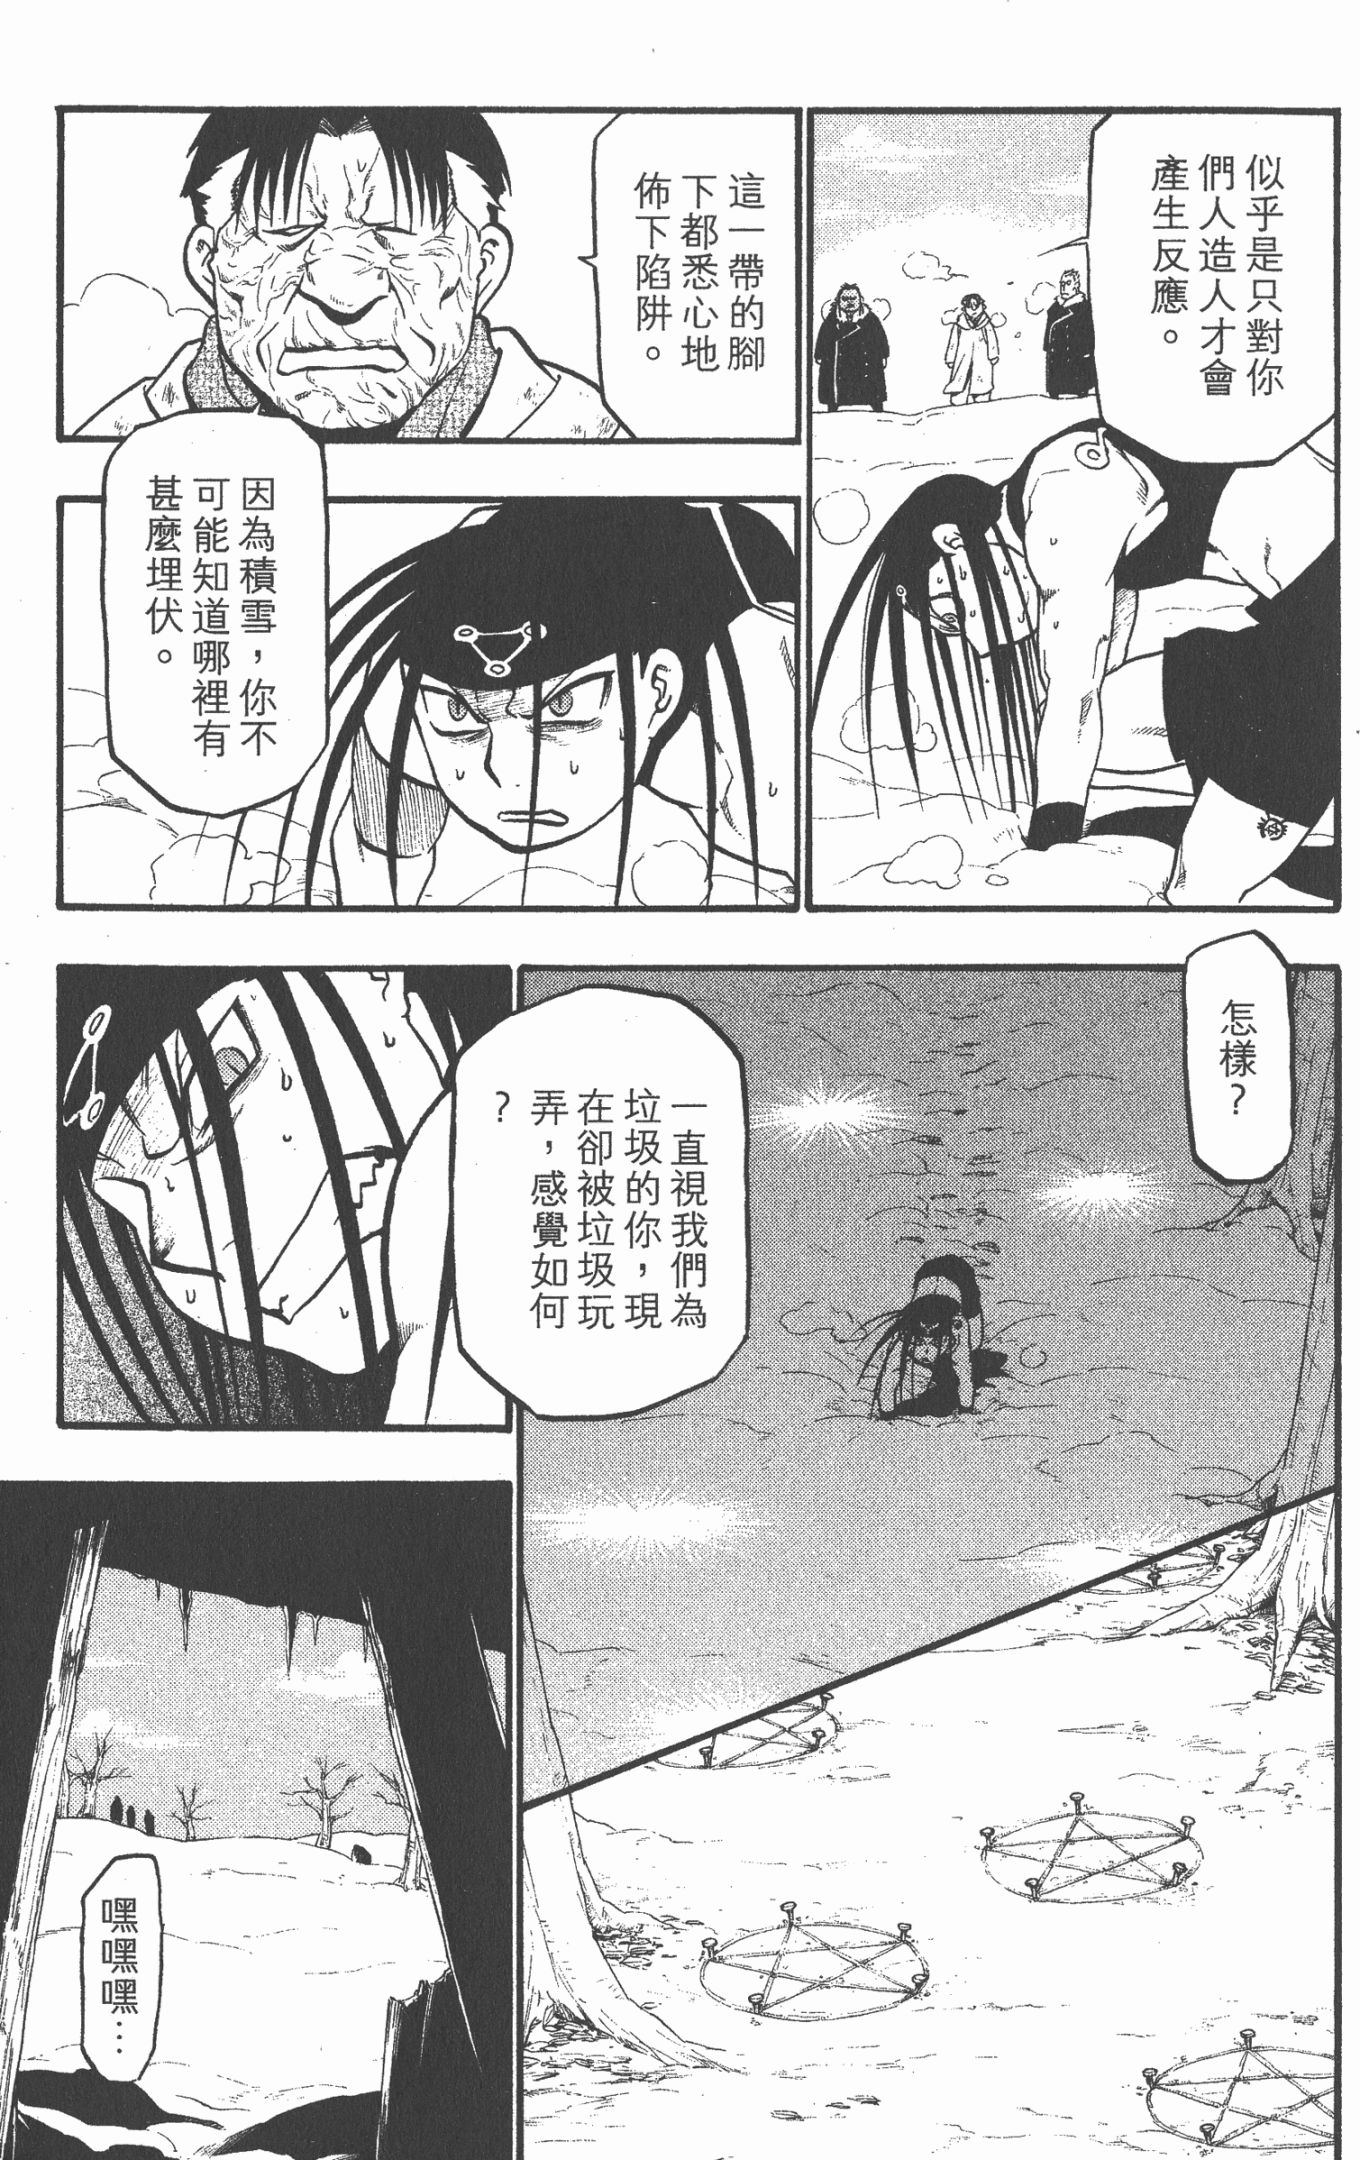 似乎是只對你
們人造人才會
產生反應。
這一帶的腳
下都悉心地
佈下陷阱。
因為積雪，你不
可能知道哪裡有
甚麼埋伏。
怎樣？
一直視我們為
垃圾的你，現
在卻被垃圾玩
弄，感覺如何
？
嘿嘿嘿…